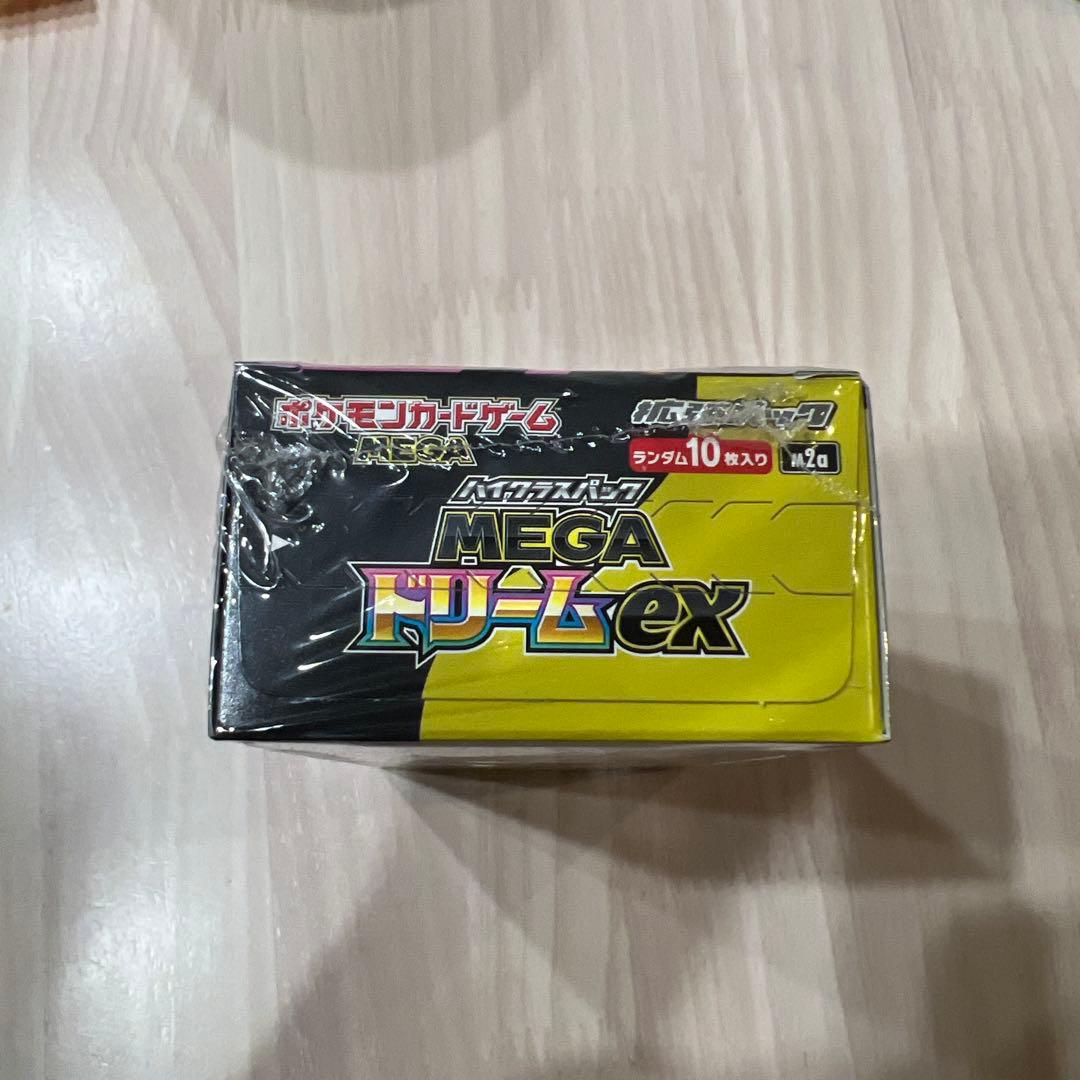 ポケモンカードゲーム
MEGA
拡張パック
ランダム10枚入り
M2a
ハイクラスパック
MEGA
ドリームex